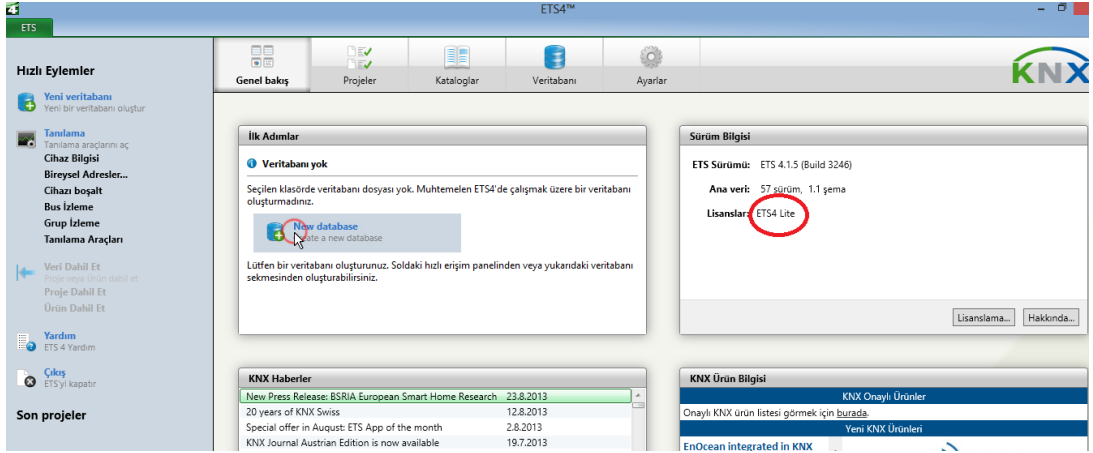 ETS4™
ETS
Genel bakış
Projeler
Kataloglar
Veritabanı
Ayarlar
KNX
Hızlı Eylemler
Yeni veritabanı
Yeni bir veritabanı oluştur
Tanılama
Tanılama araçlarını aç
Cihaz Bilgisi
Bireysel Adresler...
Cihazı boşalt
Bus İzleme
Grup İzleme
Tanılama Araçları
Veri Dahil Et
Proje veya Ürün dahil et
Proje Dahil Et
Ürün Dahil Et
Yardım
ETS 4 Yardım
Çıkış
ETS'yi kapatır
Son projeler
İlk Adımlar
Veritabanı yok
Seçilen klasörde veritabanı dosyası yok. Muhtemelen ETS4'de çalışmak üzere bir veritabanı
oluşturmadınız.
New database
Create a new database
Lütfen bir veritabanı oluşturunuz. Soldaki hızlı erişim panelinden veya yukarıdaki veritabanı
sekmesinden oluşturabilirsiniz.
Sürüm Bilgisi
ETS Sürümü: ETS 4.1.5 (Build 3246)
Ana veri: 57 sürüm, 1.1 şema
Lisanslar: ETS4 Lite
Lisanslama... Hakkında...
KNX Haberler
New Press Release: BSRIA European Smart Home Research 23.8.2013
20 years of KNX Swiss 12.8.2013
Special offer in August: ETS App of the month 2.8.2013
KNX Journal Austrian Edition is now available 19.7.2013
KNX Ürün Bilgisi
KNX Onaylı Ürünler
Onaylı KNX ürün listesi görmek için burada.
Yeni KNX Ürünleri
EnOcean integrated in KNX